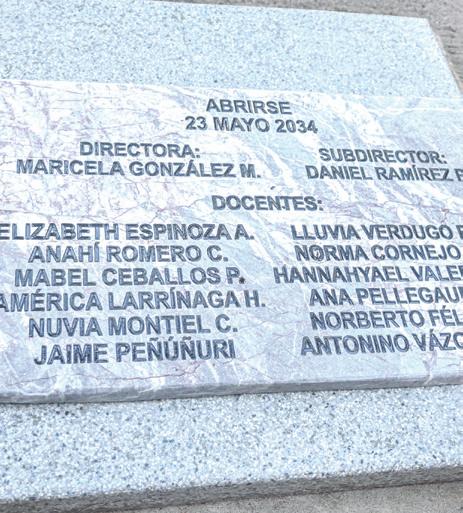 ABRIRSE
23 MAYO 2034
DIRECTORA:
MARICELA GONZÁLEZ M.
SUBDIRECTOR:
DANIEL RAMÍREZ
DOCENTES:
ELIZABETH ESPINOZA A.
ANAHÍ ROMERO C.
MABEL CEBALLOS P.
AMÉRICA LARRÍNAGA H.
NUVIA MONTIEL C.
JAIME PEÑÚÑURI
LLUVIA VERDUGO
NORMA CORNEJO
HANNAHYAEL
ANA
NORBERTO
ANTONINO